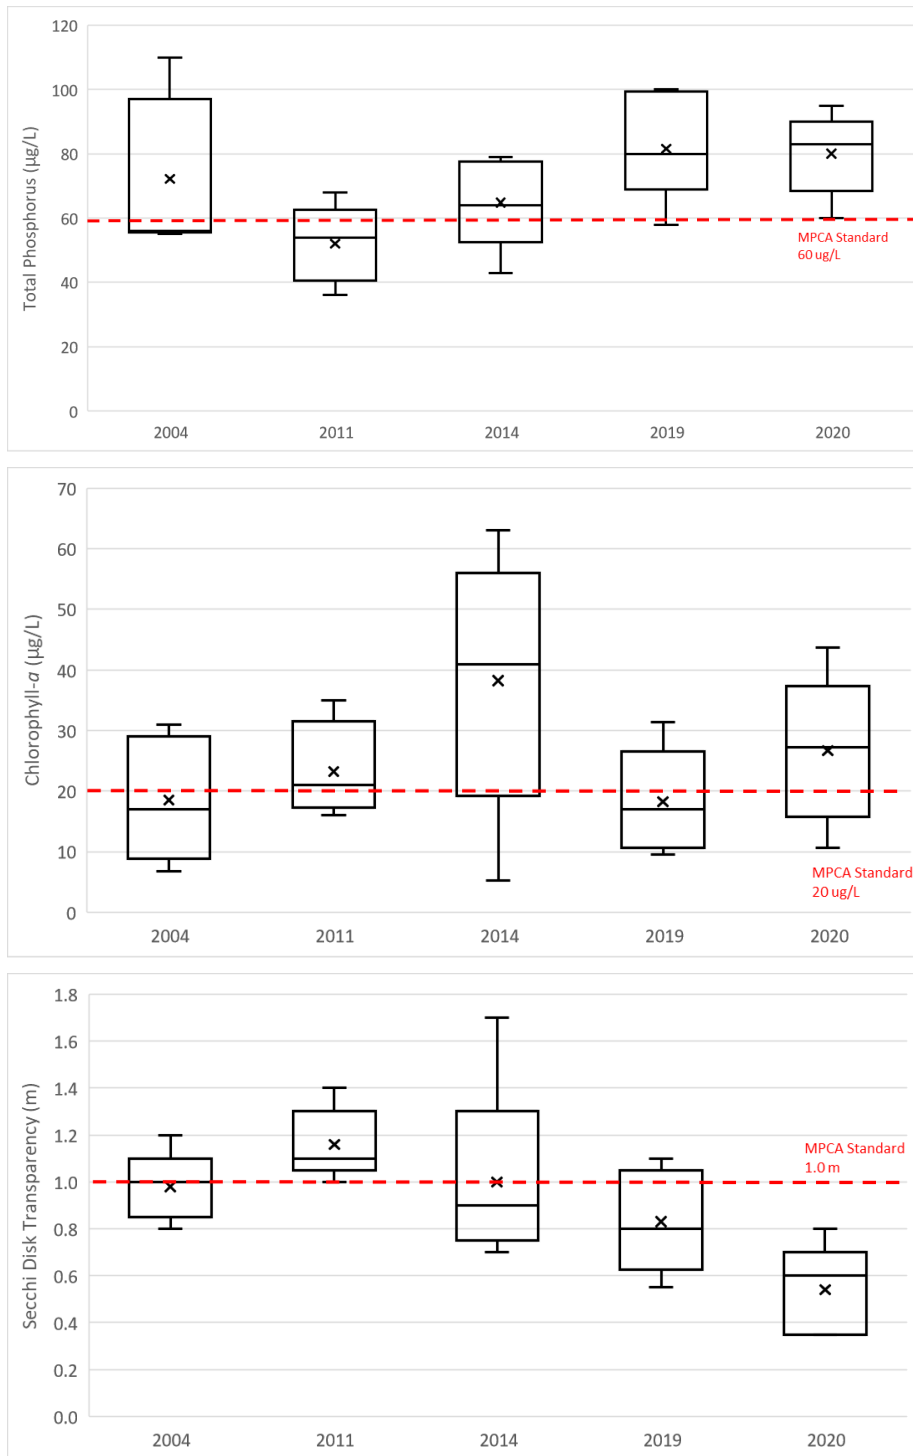 Total Phosphorus (µg/L)
120
100
80
60
40
20
0
MPCA Standard
60 ug/L
2004 2011 2014 2019 2020
Chlorophyll-a (µg/L)
70
60
50
40
30
20
10
0
MPCA Standard
20 ug/L
2004 2011 2014 2019 2020
Secchi Disk Transparency (m)
1.8
1.6
1.4
1.2
1.0
0.8
0.6
0.4
0.2
0.0
MPCA Standard
1.0 m
2004 2011 2014 2019 2020